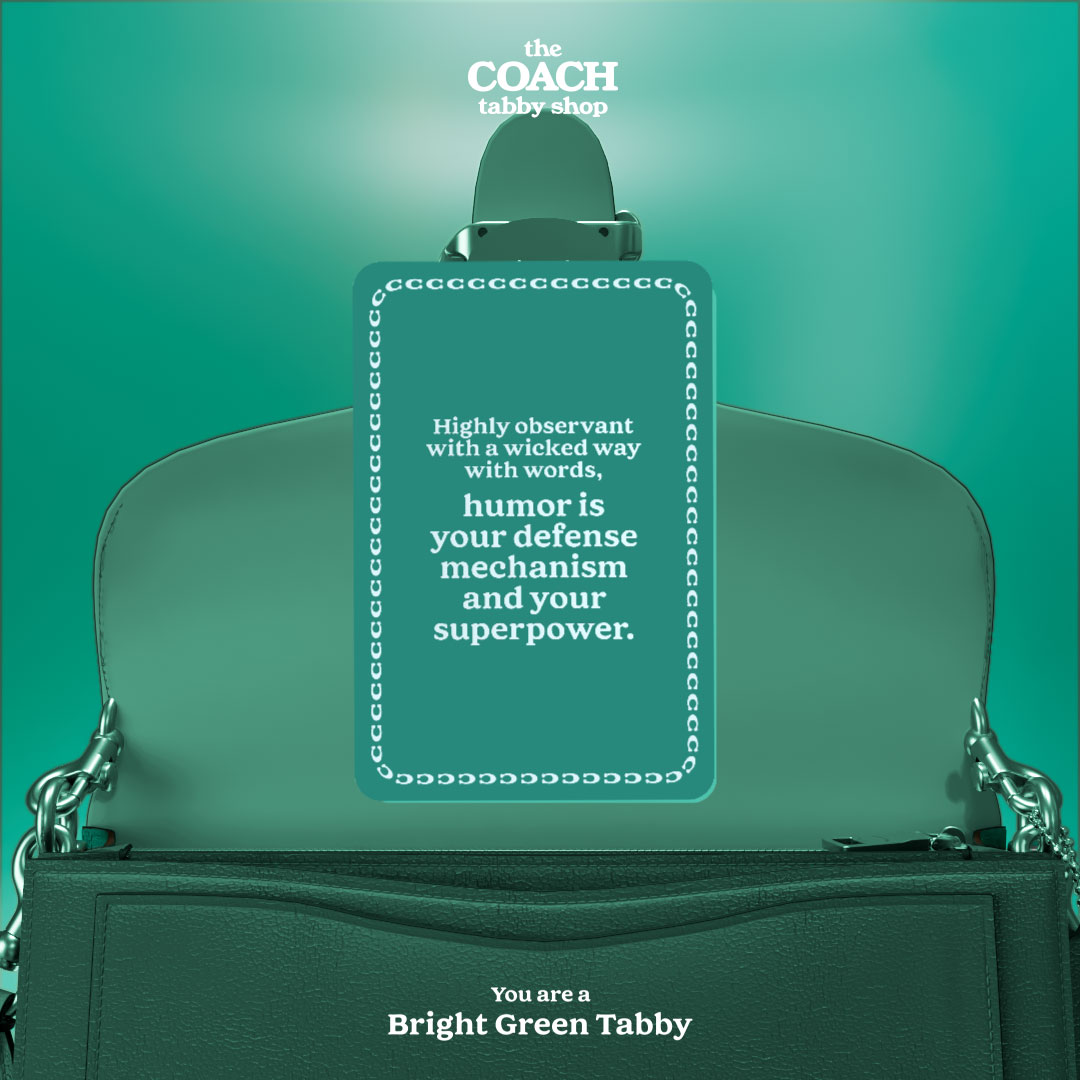 the
COACH
tabby shop
Highly observant
with a wicked way
with words,
humor is
your defense
mechanism
and your
superpower.
You are a
Bright Green Tabby